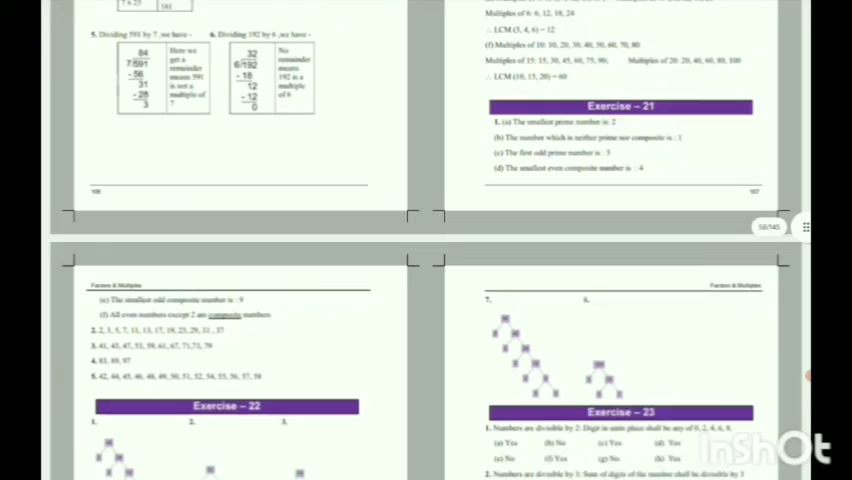 7 x 23
161
5. Dividing 591 by 7 ,we have -
84
7/591
- 56
31
- 28
3
Here we
get a
remainder
means 591
is not a
multiple of
7
6. Dividing 192 by 6 ,we have -
32
6/192
- 18
12
- 12
0
No
remainder
means
192 is a
multiple
of 6
106
Multiples of 6: 6, 12, 18, 24
∴ LCM (3, 4, 6) = 12
(f) Multiples of 10: 10, 20, 30, 40, 50, 60, 70, 80
Multiples of 15: 15, 30, 45, 60, 75, 90; Multiples of 20: 20, 40, 60, 80, 100
∴ LCM (10, 15, 20) = 60
Exercise – 21
1. (a) The smallest prime number is: 2
(b) The number which is neither prime nor composite is : 1
(c) The first odd prime number is : 3
(d) The smallest even composite number is : 4
107
58/145
Factors & Multiples
(e) The smallest odd composite number is : 9
(f) All even numbers except 2 are composite numbers
2. 2, 3, 5, 7, 11, 13, 17, 19, 23, 29, 31 , 37
3. 41, 43, 47, 53, 59, 61, 67, 71,73, 79
4. 83, 89, 97
5. 42, 44, 45, 46, 48, 49, 50, 51, 52, 54, 55, 56, 57, 58
Exercise – 22
1. 2. 3.
Factors & Multiples
7. 8.
Exercise – 23
1. Numbers are divisible by 2: Digit in units place shall be any of 0, 2, 4, 6, 8.
(a) Yes (b) No (c) Yes (d) Yes
(e) No (f) Yes (g) No (h) Yes
2. Numbers are divisible by 3: Sum of digits of the number shall be divisible by 3
InShOt